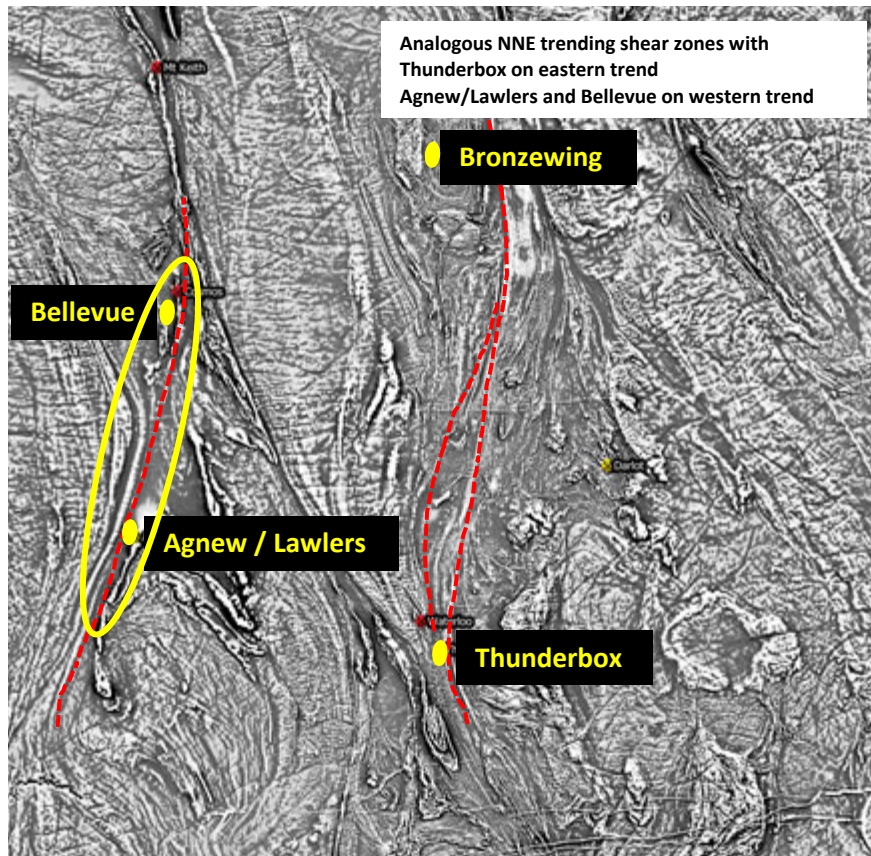 Analogous NNE trending shear zones with
Thunderbox on eastern trend
Agnew/Lawlers and Bellevue on western trend
Mt Keith
Bronzewing
Bellevue
Darlot
Agnew / Lawlers
Waterloo
Thunderbox